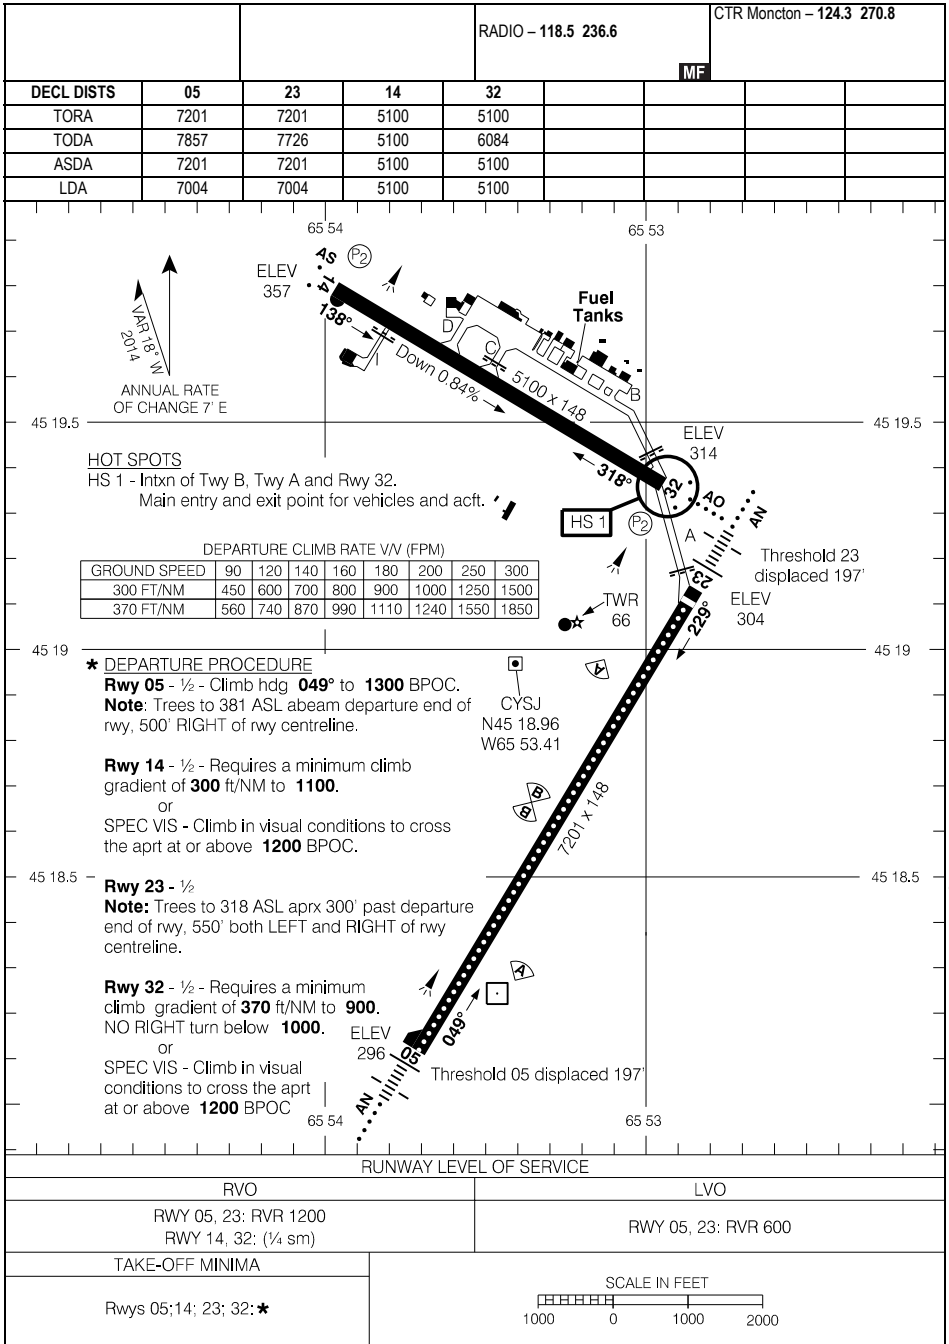 RADIO – 118.5 236.6
CTR Moncton – 124.3 270.8
MF
DECL DISTS 05 23 14 32
TORA 7201 7201 5100 5100
TODA 7857 7726 5100 6084
ASDA 7201 7201 5100 5100
LDA 7004 7004 5100 5100
65 54
65 53
AS
P2
ELEV
357
14
138°
VAR 18° W
2014
ANNUAL RATE
OF CHANGE 7' E
Fuel
Tanks
D
C
B
Down 0.84%
5100 x 148
45 19.5
45 19.5
ELEV
314
318°
32
HOT SPOTS
HS 1 - Intxn of Twy B, Twy A and Rwy 32.
Main entry and exit point for vehicles and acft.
HS 1
P2
AO
AN
A
Threshold 23
displaced 197'
23
ELEV
304
229°
DEPARTURE CLIMB RATE V/V (FPM)
GROUND SPEED 90 120 140 160 180 200 250 300
300 FT/NM 450 600 700 800 900 1000 1250 1500
370 FT/NM 560 740 870 990 1110 1240 1550 1850
TWR
66
45 19
45 19
A
CYSJ
N45 18.96
W65 53.41
* DEPARTURE PROCEDURE
Rwy 05 - ½ - Climb hdg 049° to 1300 BPOC.
Note: Trees to 381 ASL abeam departure end of
rwy, 500' RIGHT of rwy centreline.
Rwy 14 - ½ - Requires a minimum climb
gradient of 300 ft/NM to 1100.
or
SPEC VIS - Climb in visual conditions to cross
the aprt at or above 1200 BPOC.
B
B
7201 x 148
45 18.5
45 18.5
Rwy 23 - ½
Note: Trees to 318 ASL aprx 300' past departure
end of rwy, 550' both LEFT and RIGHT of rwy
centreline.
Rwy 32 - ½ - Requires a minimum
climb gradient of 370 ft/NM to 900.
NO RIGHT turn below 1000.
or
SPEC VIS - Climb in visual
conditions to cross the aprt
at or above 1200 BPOC
A
049°
ELEV
296
05
Threshold 05 displaced 197'
AN
65 54
65 53
RUNWAY LEVEL OF SERVICE
RVO
LVO
RWY 05, 23: RVR 1200
RWY 14, 32: (¼ sm)
RWY 05, 23: RVR 600
TAKE-OFF MINIMA
Rwys 05;14; 23; 32: *
SCALE IN FEET
1000 0 1000 2000